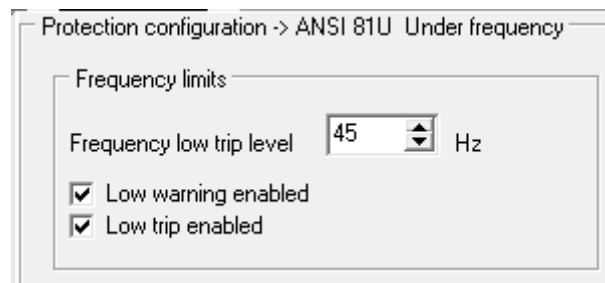 Protection configuration -> ANSI 81U Under frequency
Frequency limits
Frequency low trip level 45 Hz
Low warning enabled
Low trip enabled